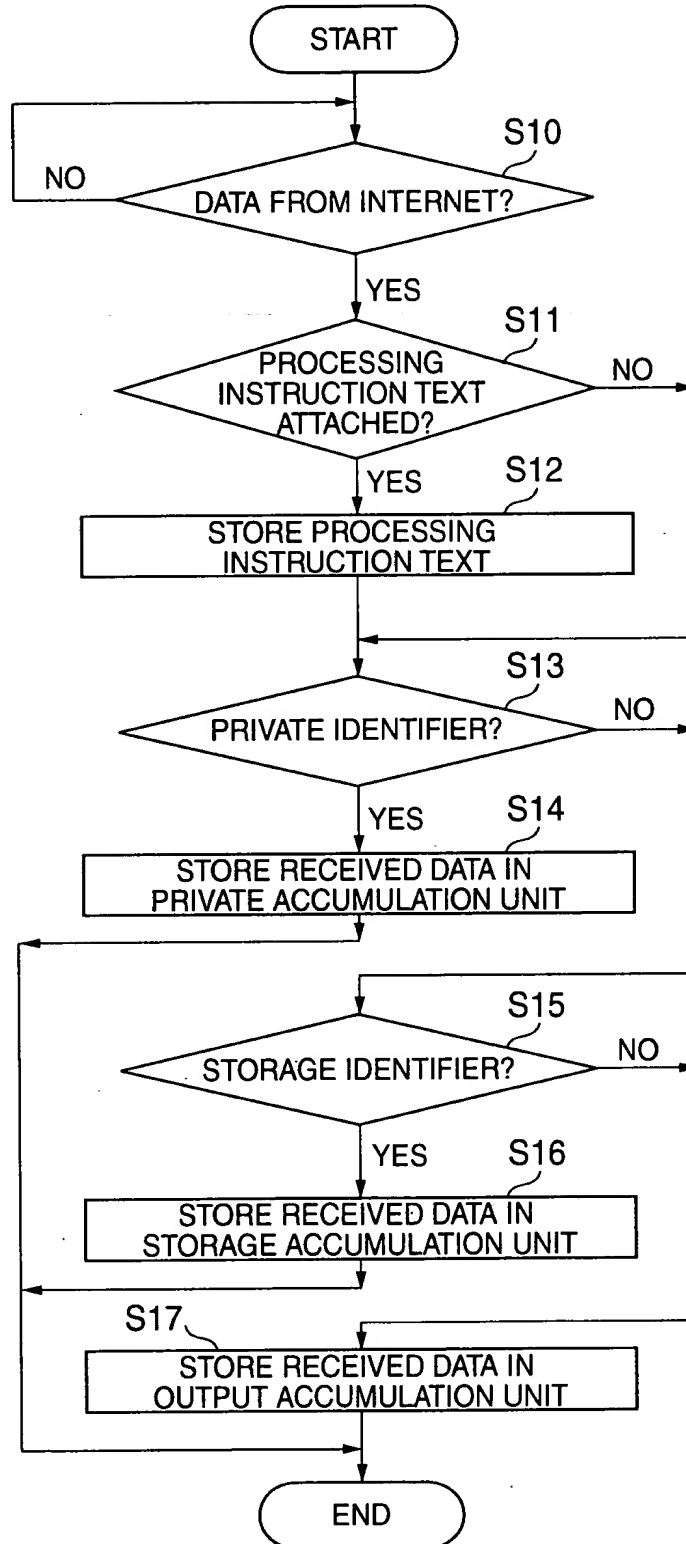 START
S10
NO
DATA FROM INTERNET?
YES
S11
PROCESSING
INSTRUCTION TEXT
ATTACHED?
NO
YES
S12
STORE PROCESSING
INSTRUCTION TEXT
S13
PRIVATE IDENTIFIER?
NO
YES
S14
STORE RECEIVED DATA IN
PRIVATE ACCUMULATION UNIT
S15
STORAGE IDENTIFIER?
NO
YES
S16
STORE RECEIVED DATA IN
STORAGE ACCUMULATION UNIT
S17
STORE RECEIVED DATA IN
OUTPUT ACCUMULATION UNIT
END